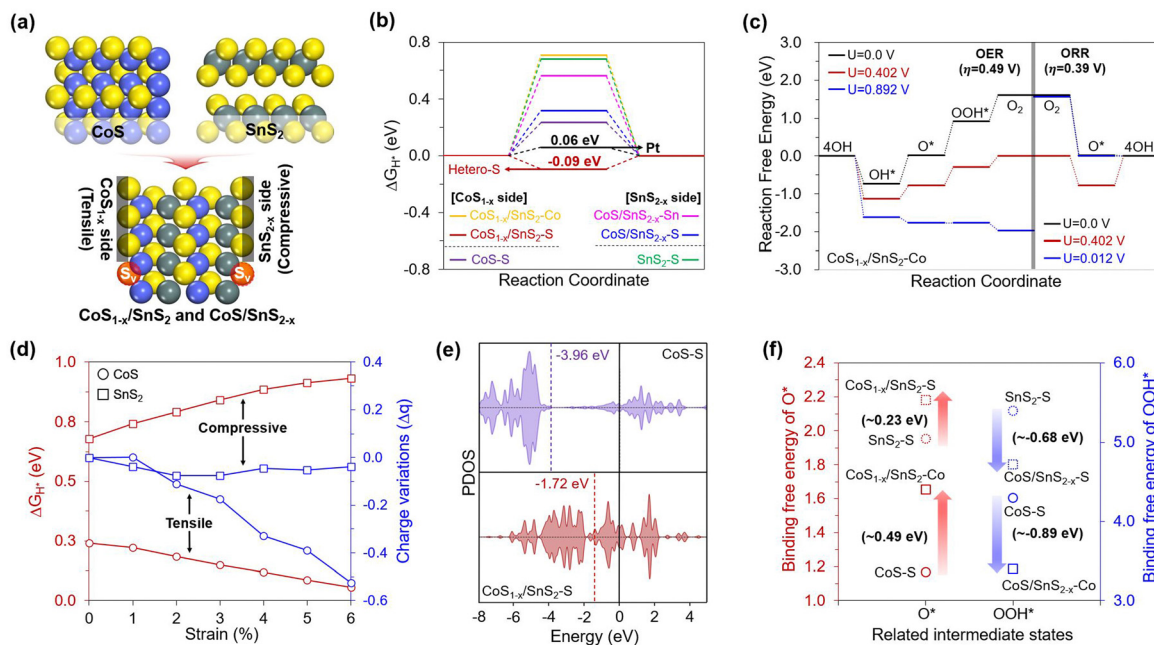 (a)
CoS
SnS2
CoS1-x side
(Tensile)
SnS2-x side
(Compressive)
Sv
Sv
CoS1-x/SnS2 and CoS/SnS2-x
(b)
ΔGH* (eV)
0.8
0.4
0.0
-0.4
-0.8
0.06 eV
Pt
Hetero-S
-0.09 eV
[CoS1-x side]
[SnS2-x side]
CoS1-x/SnS2-Co
CoS/SnS2-x-Sn
CoS1-x/SnS2-S
CoS/SnS2-x-S
CoS-S
SnS2-S
Reaction Coordinate
(c)
Reaction Free Energy (eV)
3.0
2.0
1.0
0.0
-1.0
-2.0
-3.0
U=0.0 V
U=0.402 V
U=0.892 V
OER
(η=0.49 V)
ORR
(η=0.39 V)
4OH
OH*
O*
OOH*
O2
O2
O*
4OH
U=0.0 V
U=0.402 V
U=0.012 V
CoS1-x/SnS2-Co
Reaction Coordinate
(d)
ΔGH* (eV)
1.0
0.9
0.6
0.3
0.0
CoS
SnS2
Compressive
Tensile
0.4
0.2
0.0
-0.2
-0.4
-0.6
Charge variations (Δq)
0 1 2 3 4 5 6
Strain (%)
(e)
PDOS
-3.96 eV
CoS-S
-1.72 eV
CoS1-x/SnS2-S
-8 -6 -4 -2 0 2 4
Energy (eV)
(f)
Binding free energy of O*
2.4
2.2
2.0
1.8
1.6
1.4
1.2
1.0
CoS1-x/SnS2-S
(~0.23 eV)
SnS2-S
CoS1-x/SnS2-Co
(~0.49 eV)
CoS-S
SnS2-S
(~-0.68 eV)
CoS/SnS2-x-S
CoS-S
(~-0.89 eV)
CoS/SnS2-x-Co
6.0
5.0
4.0
3.0
Binding free energy of OOH*
O* OOH*
Related intermediate states